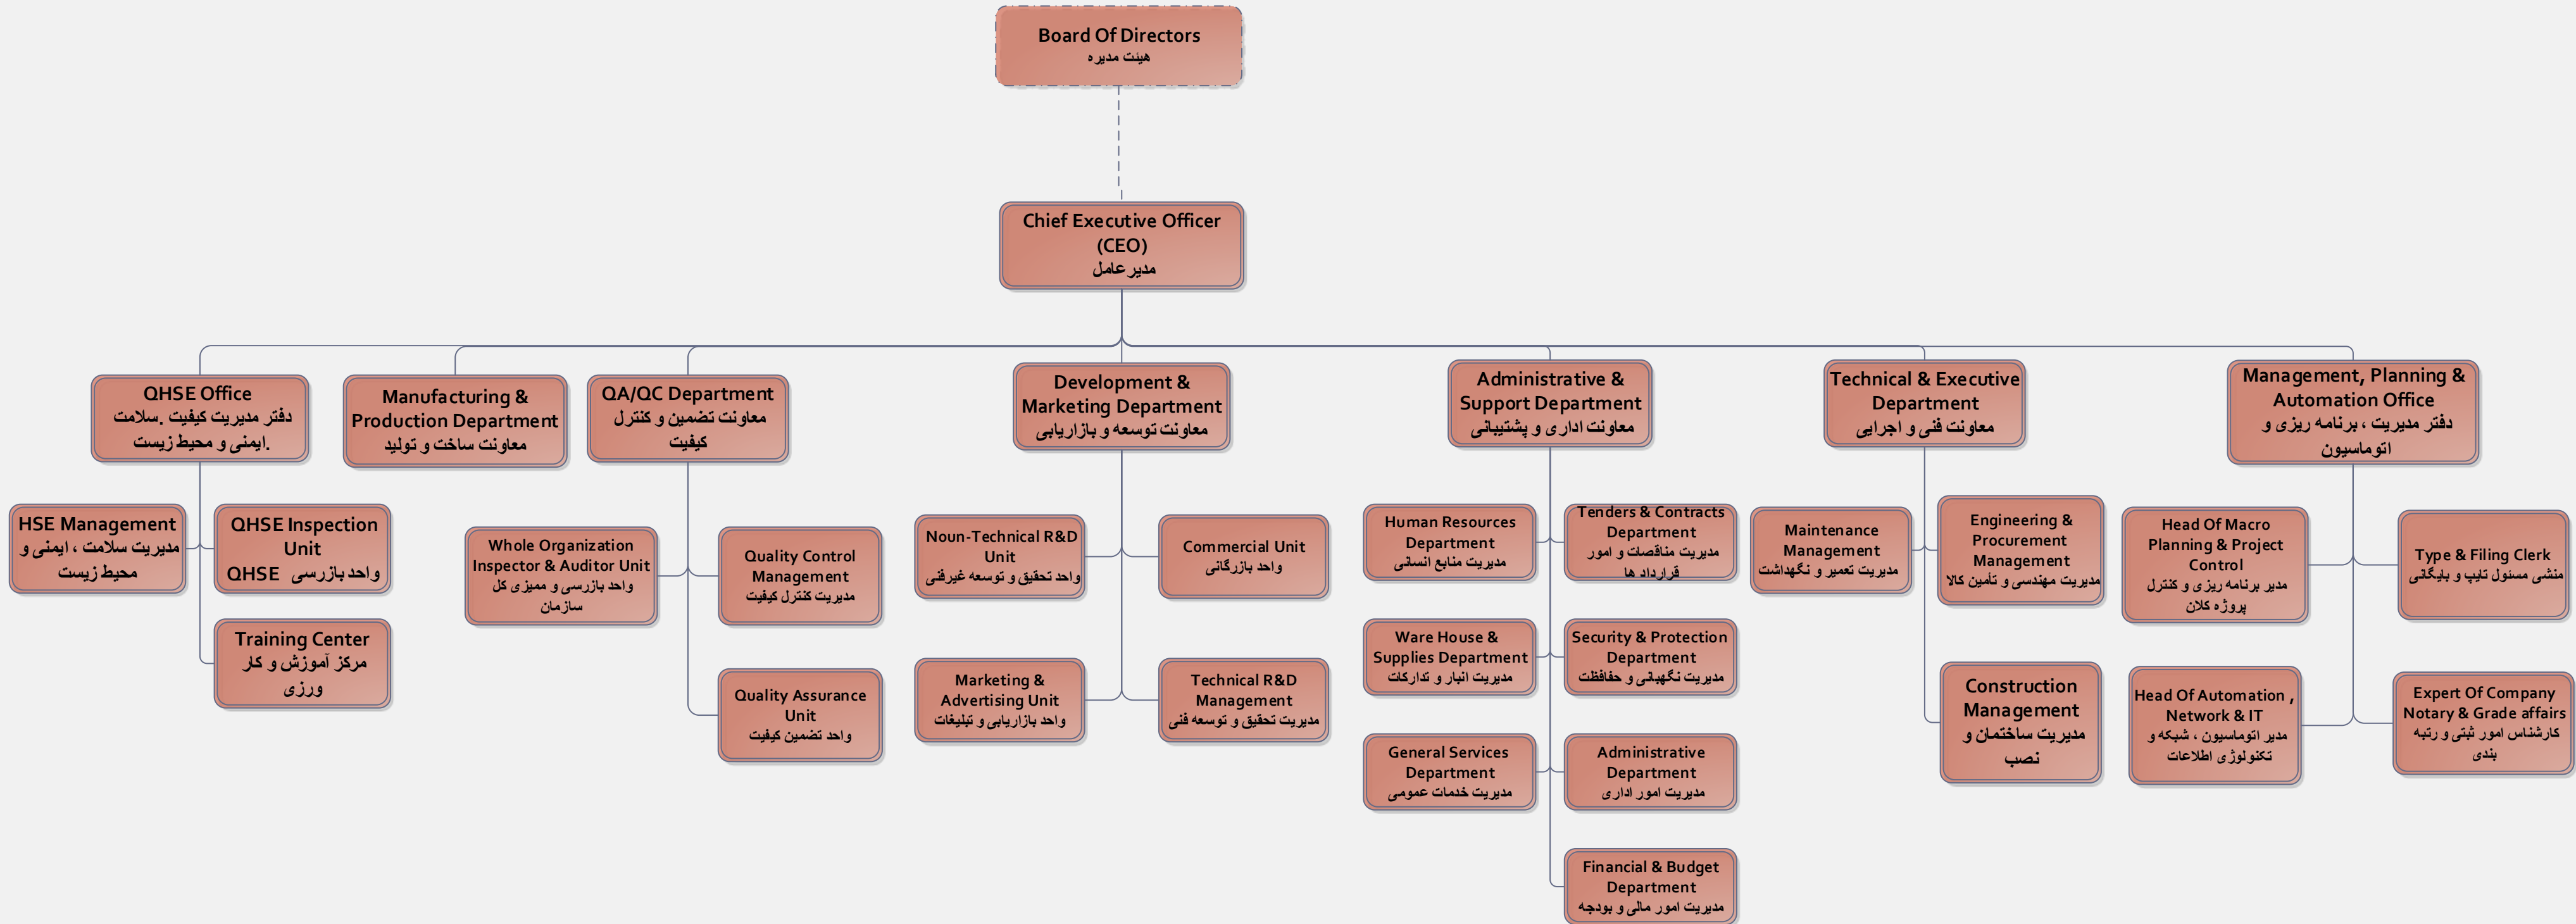 Board Of Directors
هیئت مدیره
Chief Executive Officer
(CEO)
مدیرعامل
QHSE Office
دفتر مدیریت کیفیت .سلامت
.ایمنی و محیط زیست
Manufacturing &
Production Department
معاونت ساخت و تولید
QA/QC Department
معاونت تضمین و کنترل
کیفیت
Development &
Marketing Department
معاونت توسعه و بازاریابی
Administrative &
Support Department
معاونت اداری و پشتیبانی
Technical & Executive
Department
معاونت فنی و اجرایی
Management, Planning &
Automation Office
دفتر مدیریت ، برنامه ریزی و
اتوماسیون
HSE Management
مدیریت سلامت ، ایمنی و
محیط زیست
QHSE Inspection
Unit
واحد بازرسی QHSE
Training Center
مرکز آموزش و کار
ورزی
Whole Organization
Inspector & Auditor Unit
واحد بازرسی و ممیزی کل
سازمان
Quality Control
Management
مدیریت کنترل کیفیت
Quality Assurance
Unit
واحد تضمین کیفیت
Noun-Technical R&D
Unit
واحد تحقیق و توسعه غیرفنی
Commercial Unit
واحد بازرگانی
Marketing &
Advertising Unit
واحد بازاریابی و تبلیغات
Technical R&D
Management
مدیریت تحقیق و توسعه فنی
Human Resources
Department
مدیریت منابع انسانی
Tenders & Contracts
Department
مدیریت مناقصات و امور
قرارداد ها
Ware House &
Supplies Department
مدیریت انبار و تدارکات
Security & Protection
Department
مدیریت نگهبانی و حفافظت
General Services
Department
مدیریت خدمات عمومی
Administrative
Department
مدیریت امور اداری
Financial & Budget
Department
مدیریت امور مالی و بودجه
Maintenance
Management
مدیریت تعمیر و نگهداشت
Engineering &
Procurement
Management
مدیریت مهندسی و تأمین کالا
Construction
Management
مدیریت ساختمان و
نصب
Head Of Macro
Planning & Project
Control
مدیر برنامه ریزی و کنترل
پروژه کلان
Type & Filing Clerk
منشی مسئول تایپ و بایگانی
Head Of Automation ,
Network & IT
مدیر اتوماسیون ، شبکه و
تکنولوژی اطلاعات
Expert Of Company
Notary & Grade affairs
کارشناس امور ثبتی و رتبه
بندی